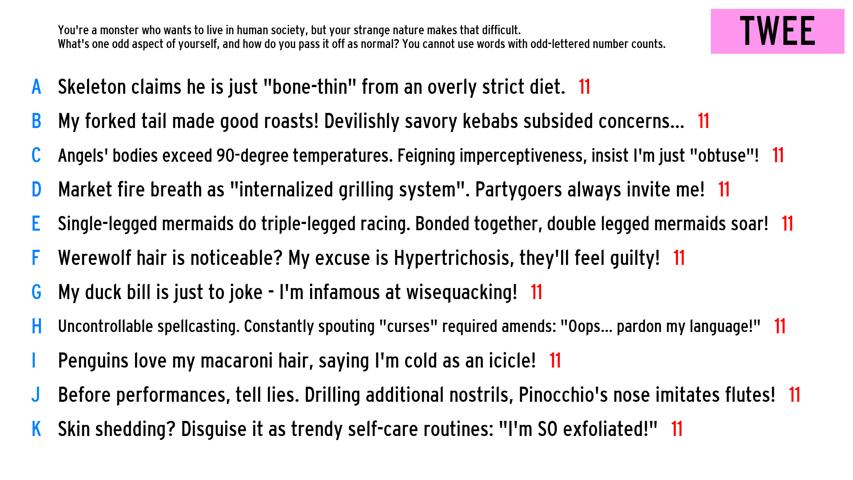 You're a monster who wants to live in human society, but your strange nature makes that difficult.
What's one odd aspect of yourself, and how do you pass it off as normal? You cannot use words with odd-lettered number counts.
TWEE
A Skeleton claims he is just "bone-thin" from an overly strict diet. 11
B My forked tail made good roasts! Devilishly savory kebabs subsided concerns... 11
C Angels' bodies exceed 90-degree temperatures. Feigning imperceptiveness, insist I'm just "obtuse"! 11
D Market fire breath as "internalized grilling system". Partygoers always invite me! 11
E Single-legged mermaids do triple-legged racing. Bonded together, double legged mermaids soar! 11
F Werewolf hair is noticeable? My excuse is Hypertrichosis, they'll feel guilty! 11
G My duck bill is just to joke - I'm infamous at wisequacking! 11
H Uncontrollable spellcasting. Constantly spouting "curses" required amends: "Oops... pardon my language!" 11
I Penguins love my macaroni hair, saying I'm cold as an icicle! 11
J Before performances, tell lies. Drilling additional nostrils, Pinocchio's nose imitates flutes! 11
K Skin shedding? Disguise it as trendy self-care routines: "I'm SO exfoliated!" 11